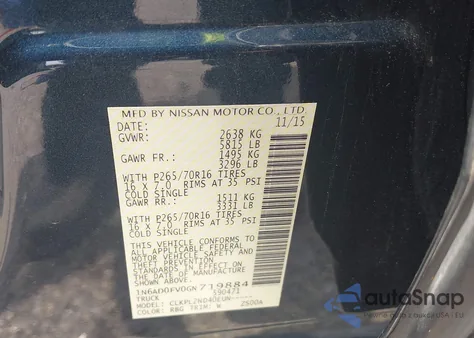 MFD BY NISSAN MOTOR CO., LTD.
DATE: 11/15
GVWR: 2638 KG
5815 LB
GAWR FR.: 1495 KG
3296 LB
WITH P265/70R16 TIRES
16 X 7.0 RIMS AT 35 PSI
COLD SINGLE
GAWR RR.: 1511 KG
3331 LB
WITH P265/70R16 TIRES
16 X 7.0 RIMS AT 35 PSI
COLD SINGLE
THIS VEHICLE CONFORMS TO
ALL APPLICABLE FEDERAL
MOTOR VEHICLE SAFETY AND
THEFT PREVENTION
STANDARDS IN EFFECT ON
THE DATE OF MANUFACTURE
SHOWN ABOVE.
1N6AD0FV0GN719884
TRUCK 590471
COLOR: RBG TRIM: W 2500A
autoSnap